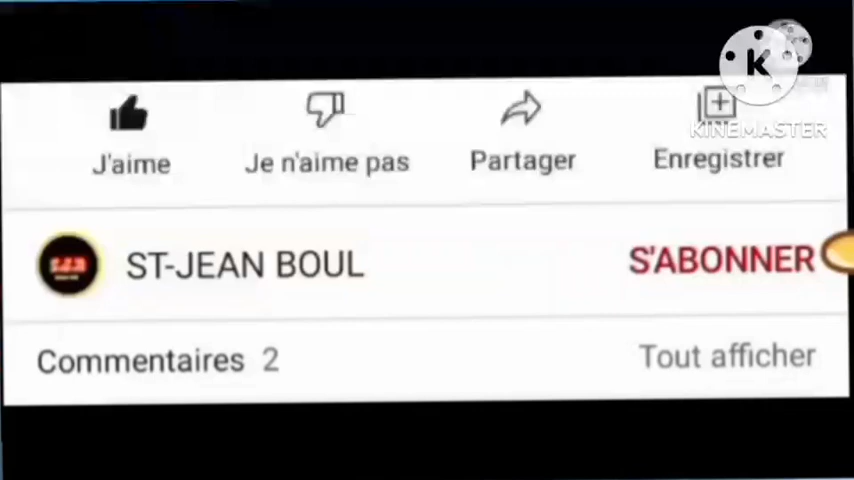 J'aime
Je n'aime pas
Partager
Enregistrer
KINEMASTER
ST-JEAN BOUL
S'ABONNER
Commentaires 2
Tout afficher